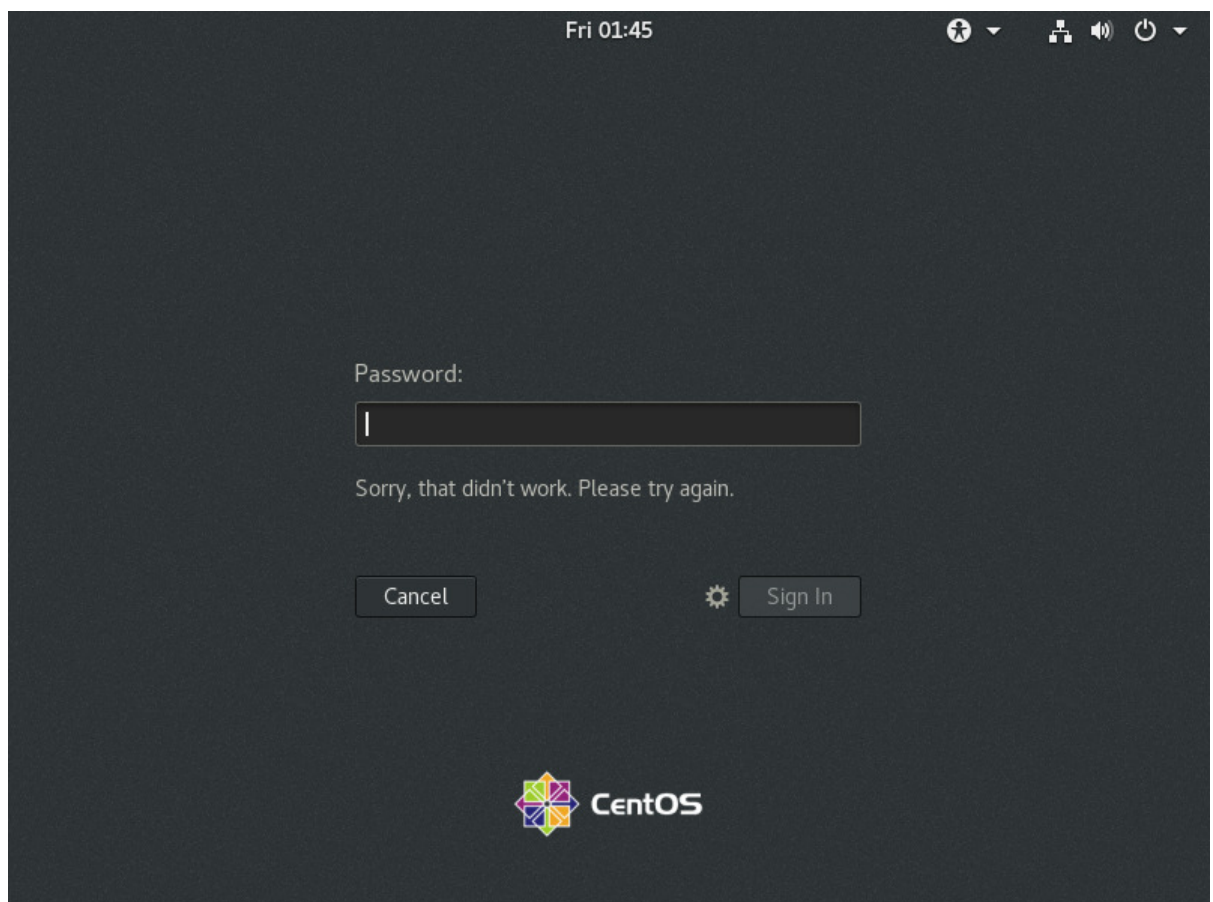 Fri 01:45
Password:
Sorry, that didn't work. Please try again.
Cancel
Sign In
CentOS